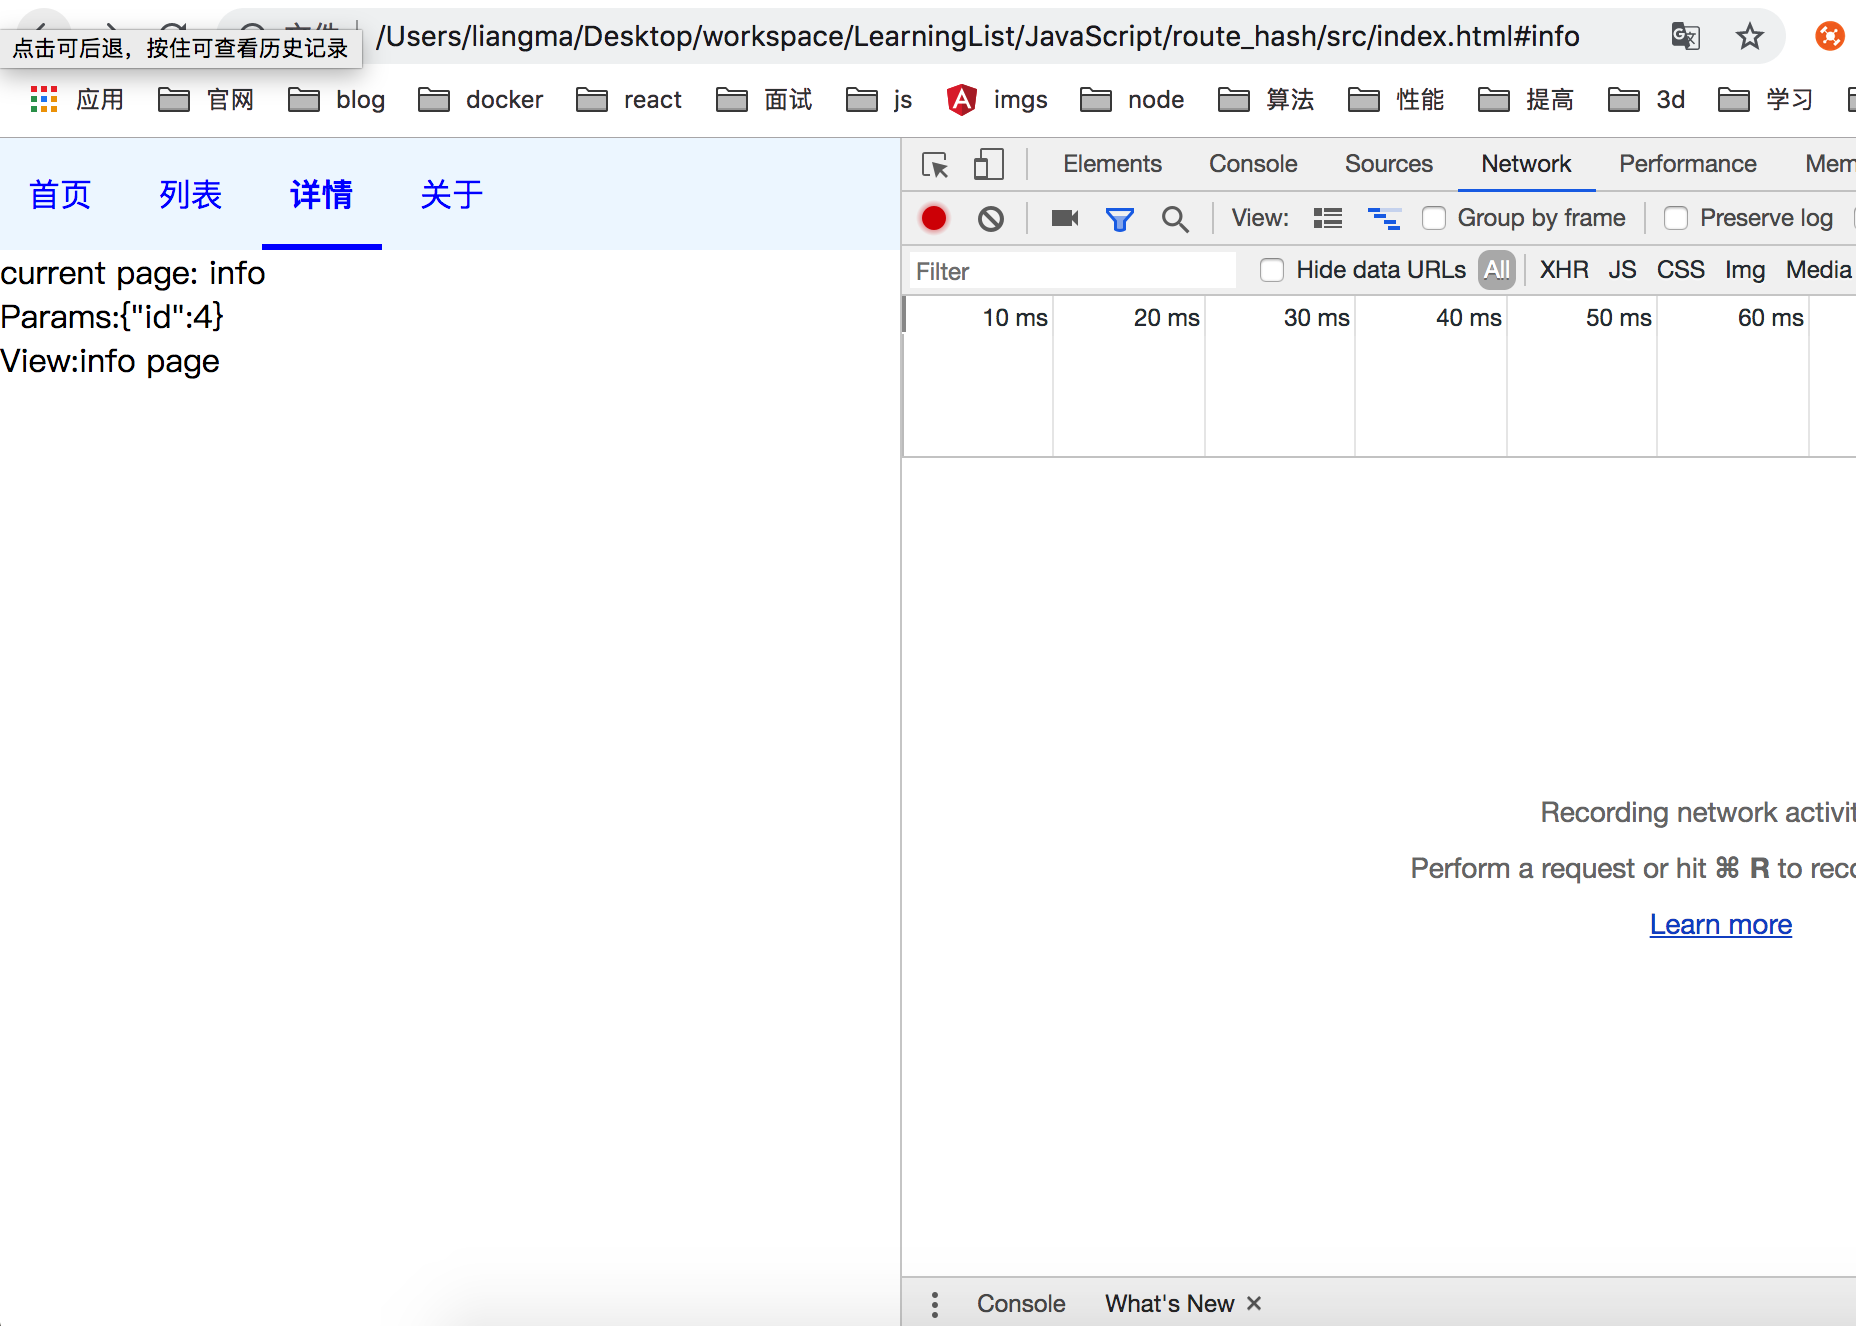 /Users/liangma/Desktop/workspace/LearningList/JavaScript/route_hash/src/index.html#info
点击可后退，按住可查看历史记录
应用 官网 blog docker react 面试 js imgs node 算法 性能 提高 3d 学习
首页 列表 详情 关于
current page: info
Params:{"id":4}
View:info page
Elements Console Sources Network Performance Mem
View: Group by frame Preserve log
Filter Hide data URLs All XHR JS CSS Img Media
10 ms 20 ms 30 ms 40 ms 50 ms 60 ms
Recording network activit
Perform a request or hit ⌘ R to reco
Learn more
Console What's New ×